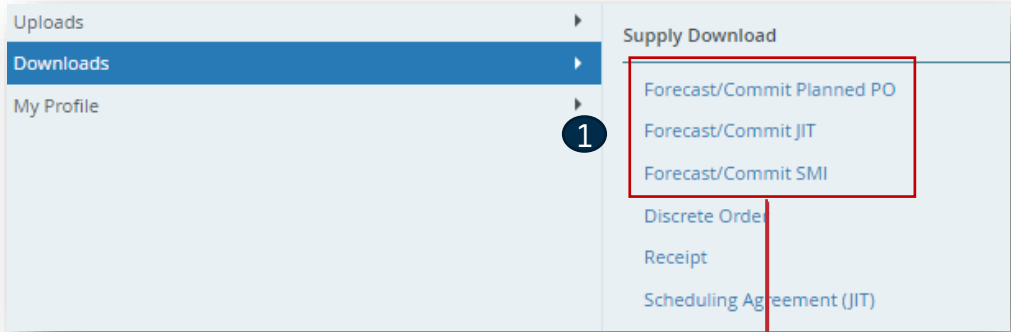 Uploads
Downloads
My Profile
1
Supply Download
Forecast/Commit Planned PO
Forecast/Commit JIT
Forecast/Commit SMI
Discrete Order
Receipt
Scheduling Agreement (JIT)